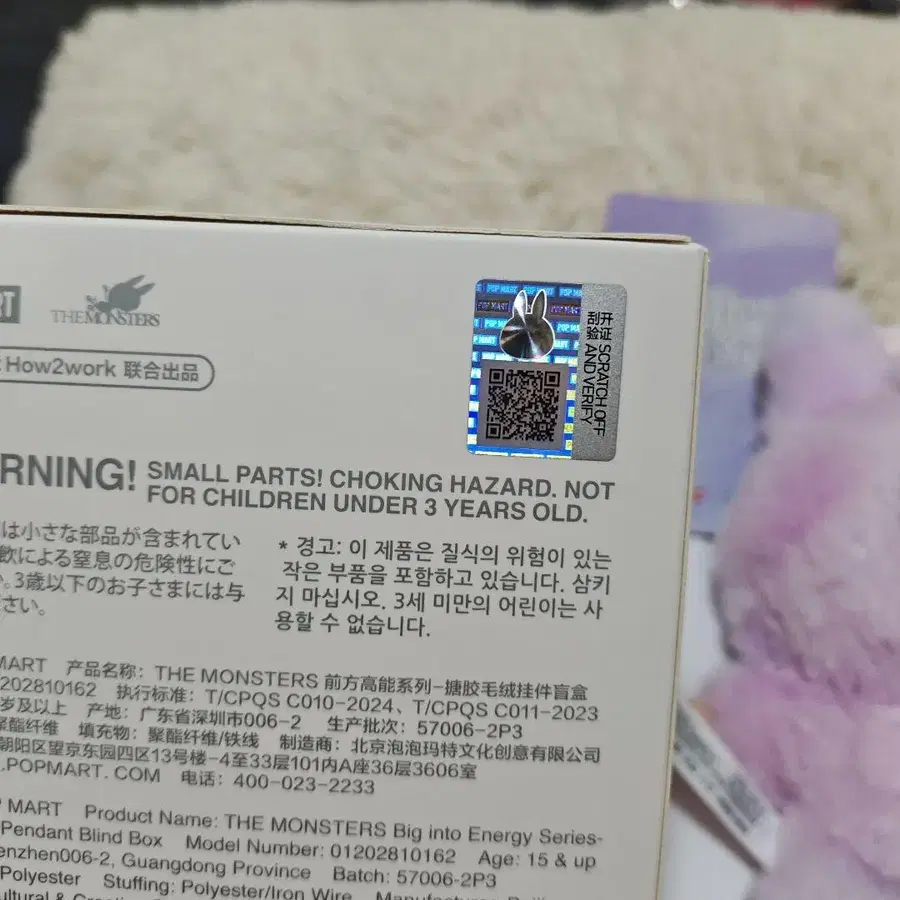 THE MONSTERS
How2work 联合出品
POP MART
开证 SCRATCH OFF
刮验 AND VERIFY
RNING! SMALL PARTS! CHOKING HAZARD. NOT
FOR CHILDREN UNDER 3 YEARS OLD.
は小さな部品が含まれてい
飲による窒息の危険性にご
。3歳以下のお子さまには与
さい。
* 경고: 이 제품은 질식의 위험이 있는
작은 부품을 포함하고 있습니다. 삼키
지 마십시오. 3세 미만의 어린이는 사
용할 수 없습니다.
MART 产品名称: THE MONSTERS 前方高能系列-搪胶毛绒挂件盲盒
1202810162 执行标准: T/CPQS C010-2024、T/CPQS C011-2023
岁及以上 产地: 广东省深圳市006-2 生产批次: 57006-2P3
聚酯纤维 填充物: 聚酯纤维/铁线 制造商: 北京泡泡玛特文化创意有限公司
朝阳区望京东园四区13号楼-4至33层101内A座36层3606室
.POPMART.COM 电话: 400-023-2233
P MART Product Name: THE MONSTERS Big into Energy Series-
Pendant Blind Box Model Number: 01202810162 Age: 15 & up
enzhen006-2, Guangdong Province Batch: 57006-2P3
Polyester Stuffing: Polyester/Iron Wire